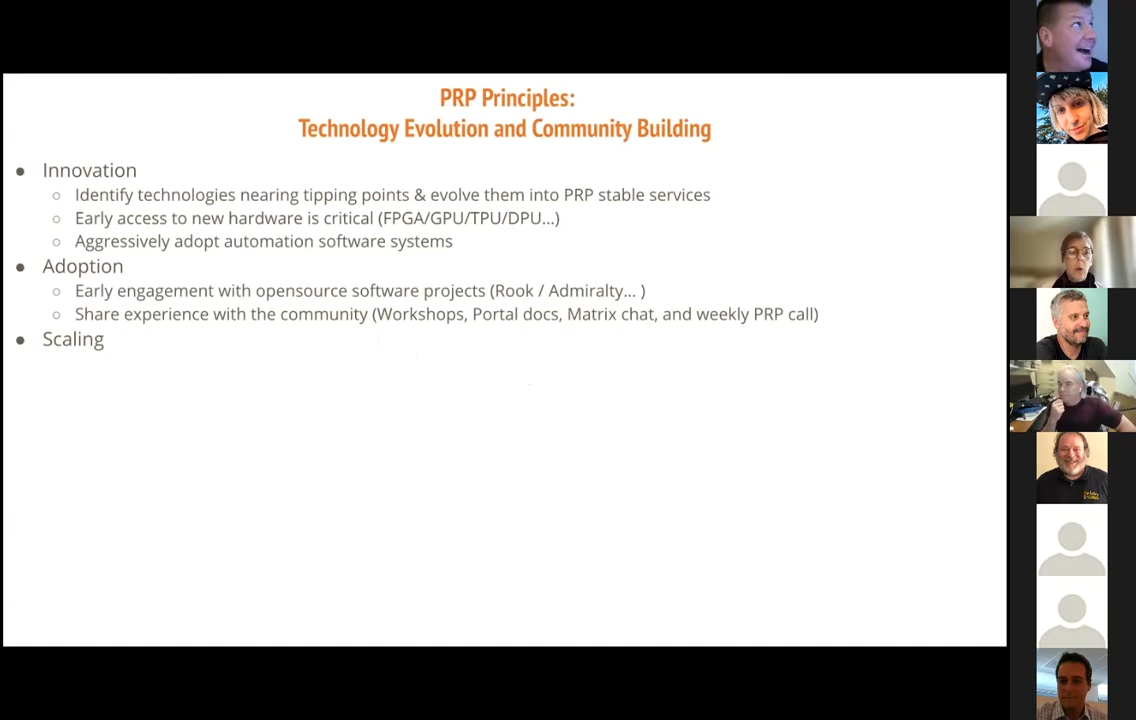 PRP Principles:
Technology Evolution and Community Building
● Innovation
○ Identify technologies nearing tipping points & evolve them into PRP stable services
○ Early access to new hardware is critical (FPGA/GPU/TPU/DPU...)
○ Aggressively adopt automation software systems
● Adoption
○ Early engagement with opensource software projects (Rook / Admiralty... )
○ Share experience with the community (Workshops, Portal docs, Matrix chat, and weekly PRP call)
● Scaling